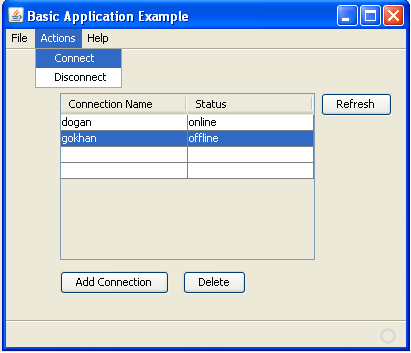 Basic Application Example
File Actions Help
Connect
Disconnect
Connection Name Status
Refresh
dogan online
gokhan offline
Add Connection Delete